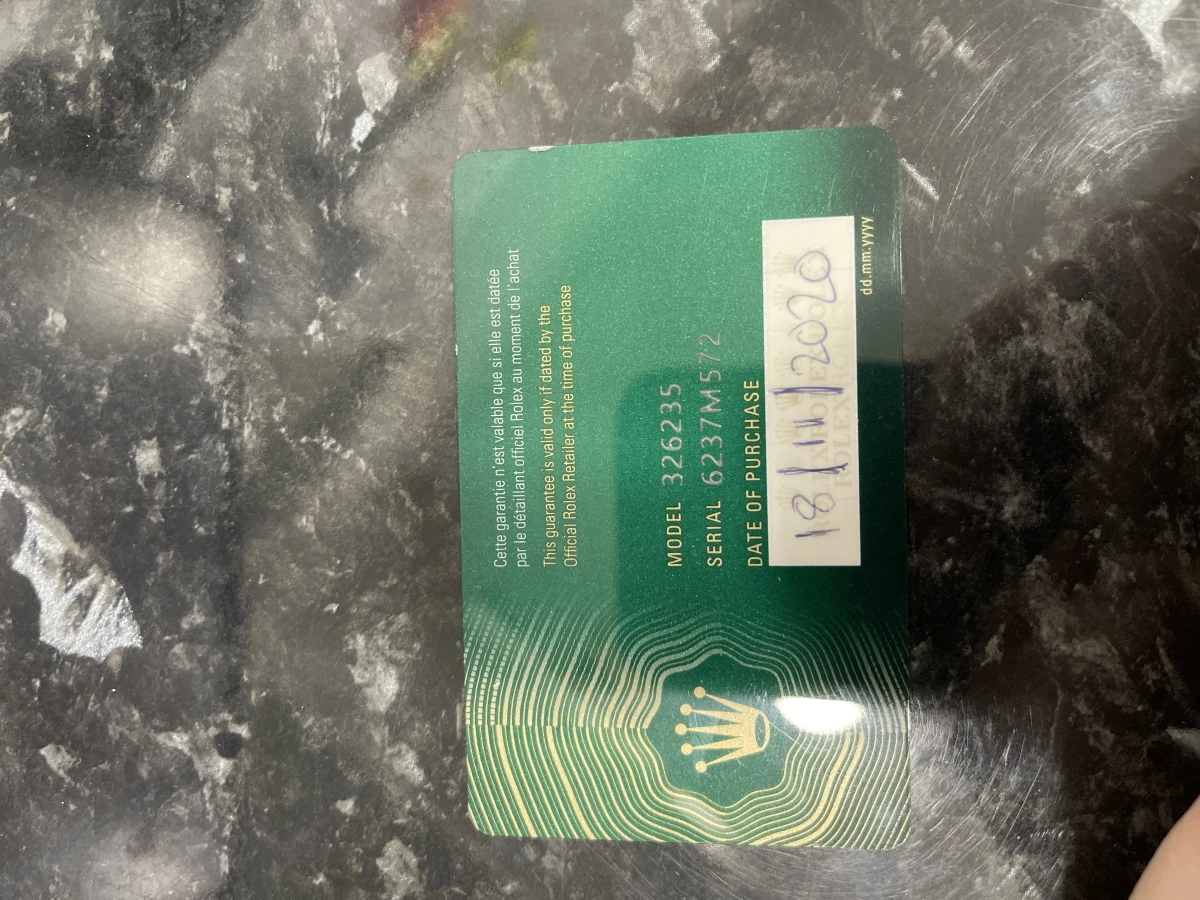 Cette garantie n'est valable que si elle est datée
par le détaillant officiel Rolex au moment de l'achat
This guarantee is valid only if dated by the
Official Rolex Retailer at the time of purchase
MODEL 326235
SERIAL 6237M572
DATE OF PURCHASE
18/11/2020
dd.mm.yyyy